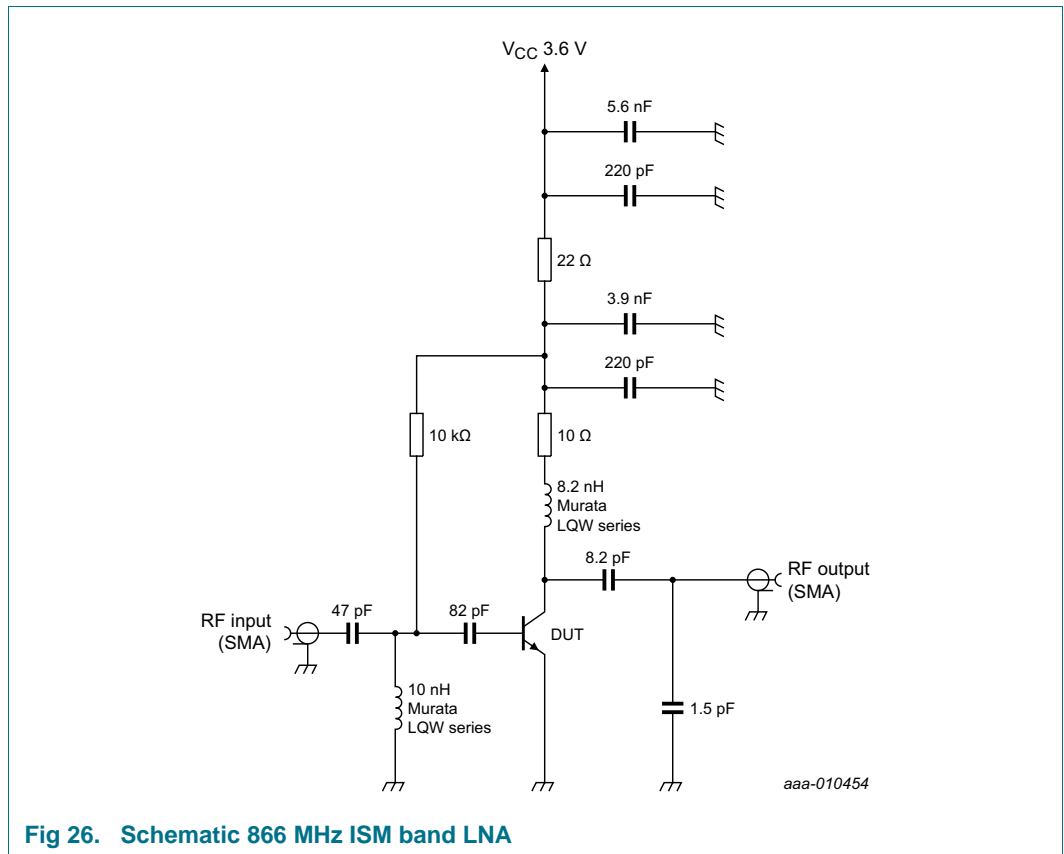 VCC 3.6 V
5.6 nF
220 pF
22 Ω
3.9 nF
220 pF
10 kΩ
10 Ω
8.2 nH
Murata
LQW series
8.2 pF
RF output
(SMA)
RF input
(SMA)
47 pF
82 pF
DUT
10 nH
Murata
LQW series
1.5 pF
aaa-010454
Fig 26. Schematic 866 MHz ISM band LNA